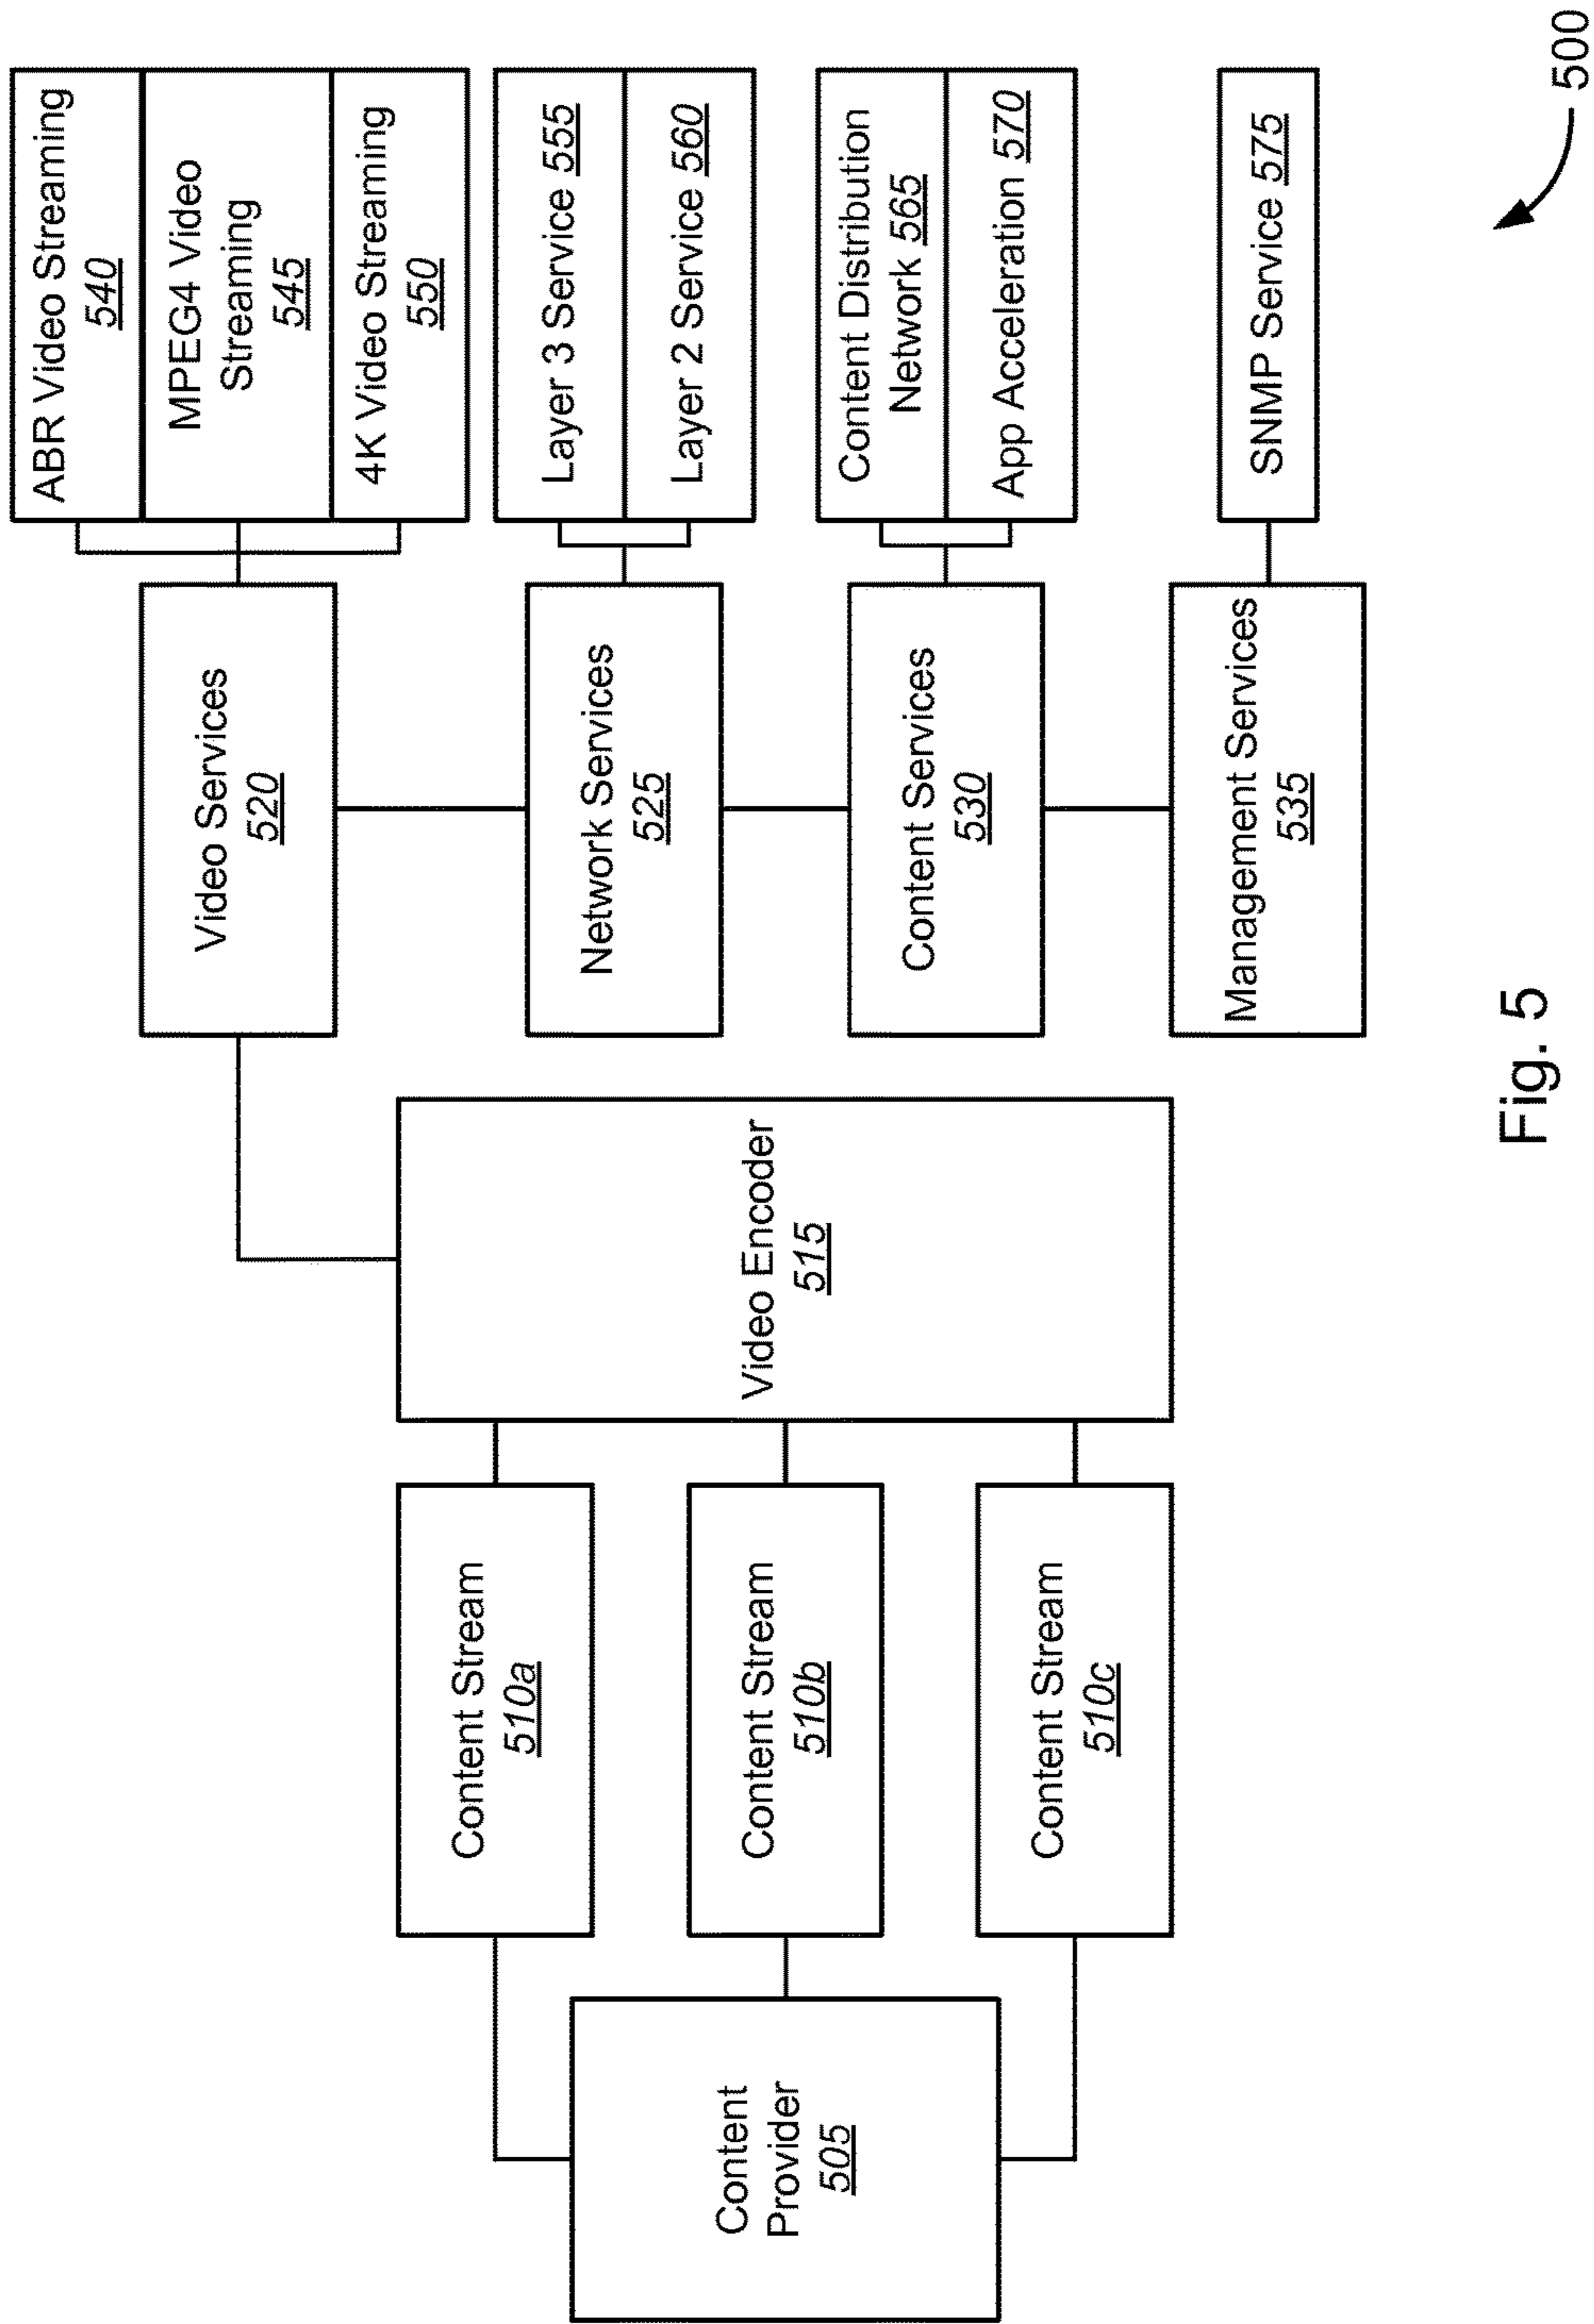 Content
Provider
505
Content Stream
510a
Content Stream
510b
Content Stream
510c
Video Encoder
515
Video Services
520
Network Services
525
Content Services
530
Management Services
535
ABR Video Streaming
540
MPEG4 Video
Streaming
545
4K Video Streaming
550
Layer 3 Service 555
Layer 2 Service 560
Content Distribution
Network 565
App Acceleration 570
SNMP Service 575
500
Fig. 5